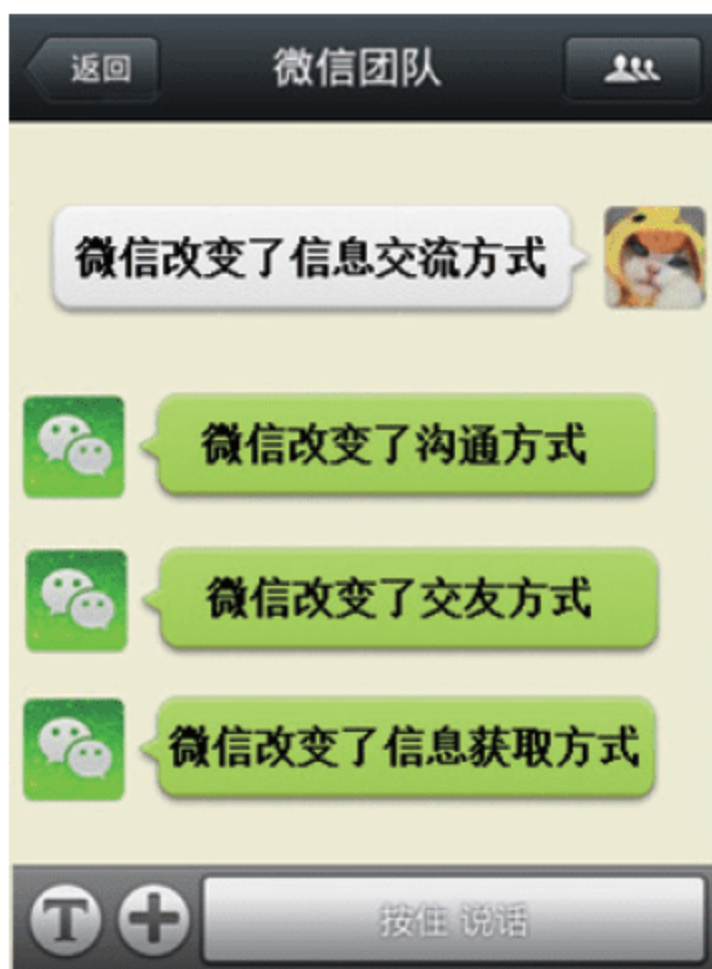 返回
微信团队
微信改变了信息交流方式
微信改变了沟通方式
微信改变了交友方式
微信改变了信息获取方式
T
按住 说话